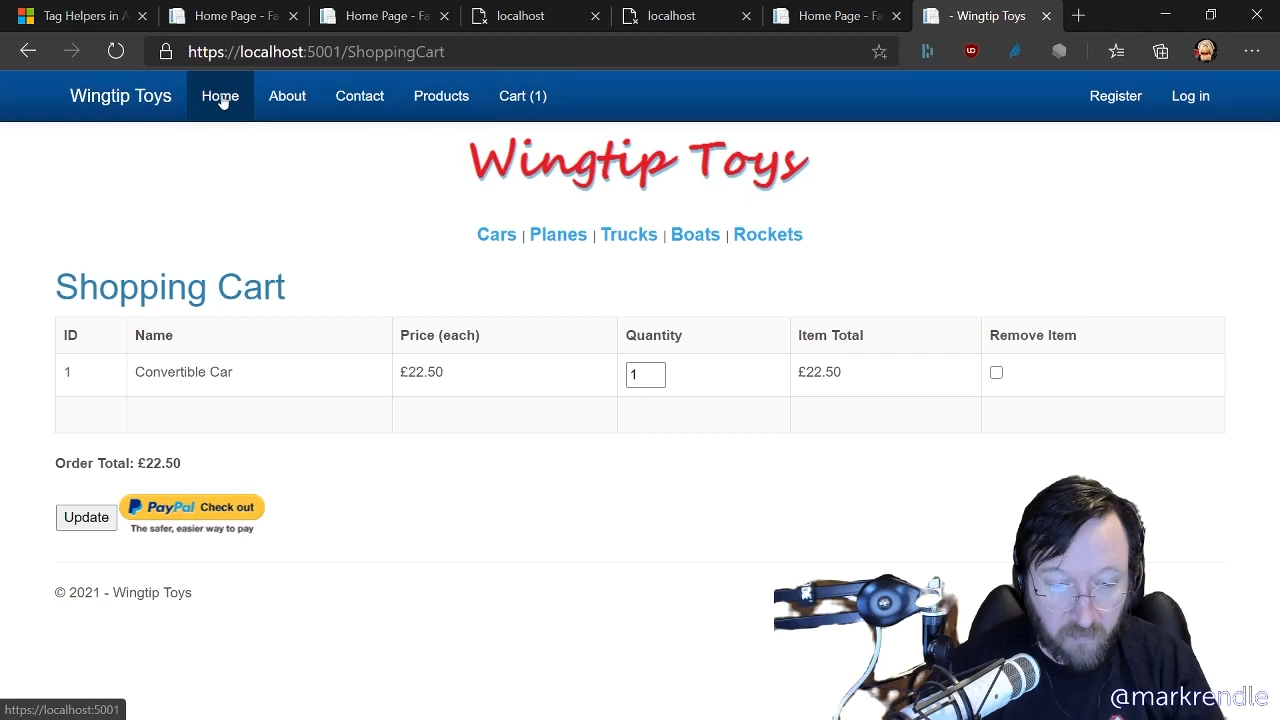 Tag Helpers in A
Home Page - Fa
Home Page - Fa
localhost
localhost
Home Page - Fa
- Wingtip Toys
https://localhost:5001/ShoppingCart
Wingtip Toys
Home
About
Contact
Products
Cart (1)
Register
Log in
Wingtip Toys
Cars | Planes | Trucks | Boats | Rockets
Shopping Cart
ID Name Price (each) Quantity Item Total Remove Item
1 Convertible Car £22.50 1 £22.50
Order Total: £22.50
Update
PayPal Check out
The safer, easier way to pay
© 2021 - Wingtip Toys
@markrendle
https://localhost:5001